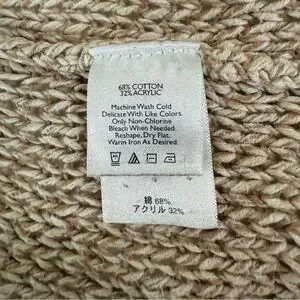 68% COTTON
32% ACRYLIC
Machine Wash Cold
Delicate With Like Colors.
Only Non-Chlorine
Bleach When Needed.
Reshape, Dry Flat.
Warm Iron As Desired.
綿 68%
アクリル 32%